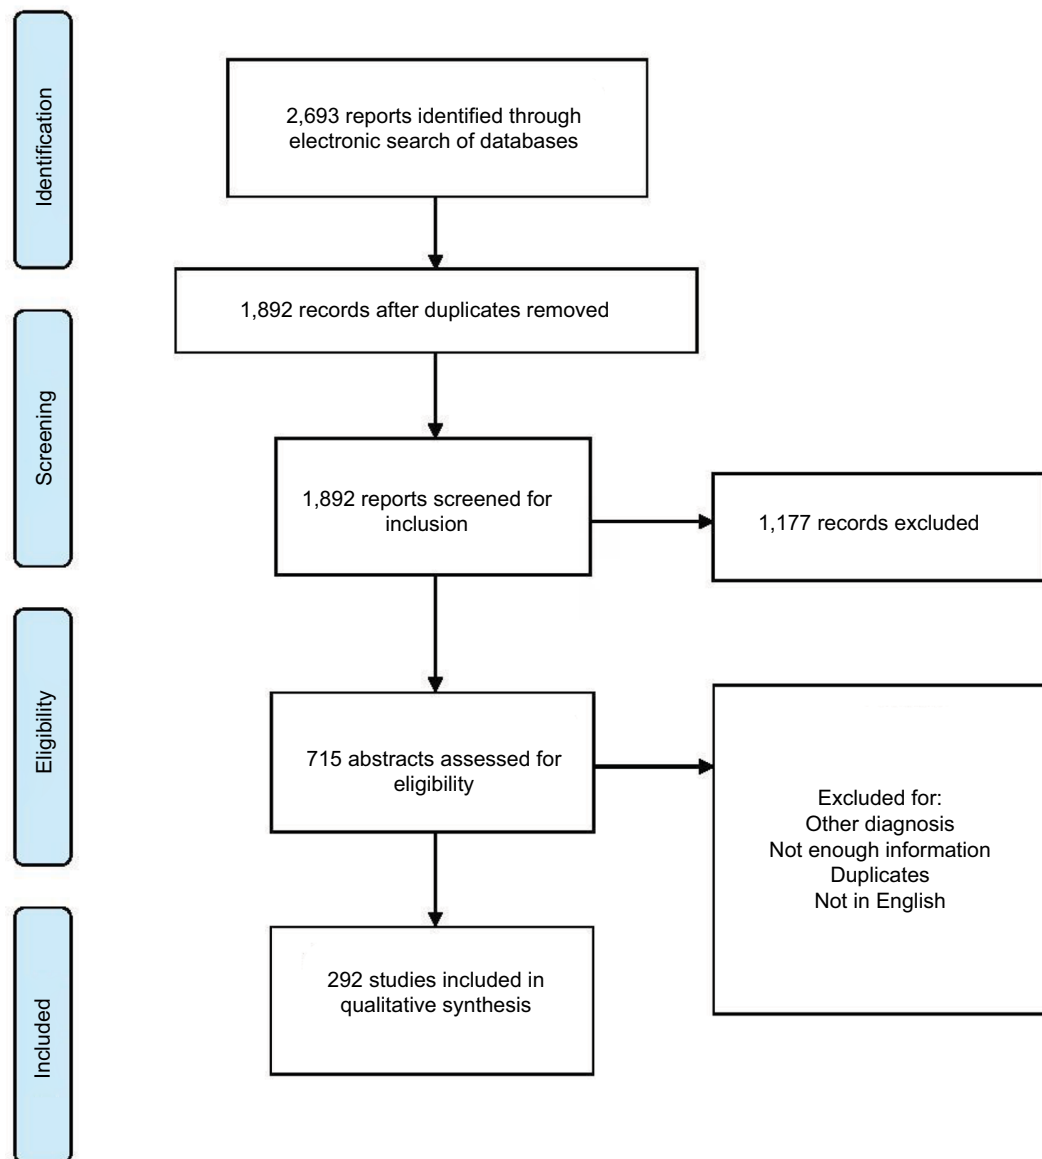 Identification
2,693 reports identified through
electronic search of databases
1,892 records after duplicates removed
Screening
1,892 reports screened for
inclusion
1,177 records excluded
Eligibility
715 abstracts assessed for
eligibility
Excluded for:
Other diagnosis
Not enough information
Duplicates
Not in English
Included
292 studies included in
qualitative synthesis